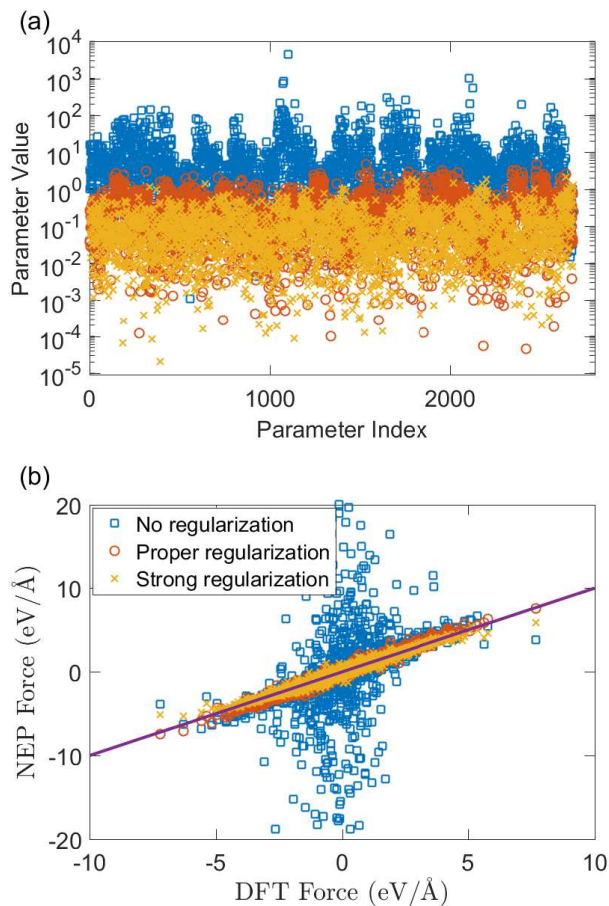 (a)
10^4
10^3
10^2
10^1
10^0
10^-1
10^-2
10^-3
10^-4
10^-5
Parameter Value
0 1000 2000
Parameter Index
(b)
No regularization
Proper regularization
Strong regularization
20
10
0
-10
-20
NEP Force (eV/Å)
-10 -5 0 5 10
DFT Force (eV/Å)